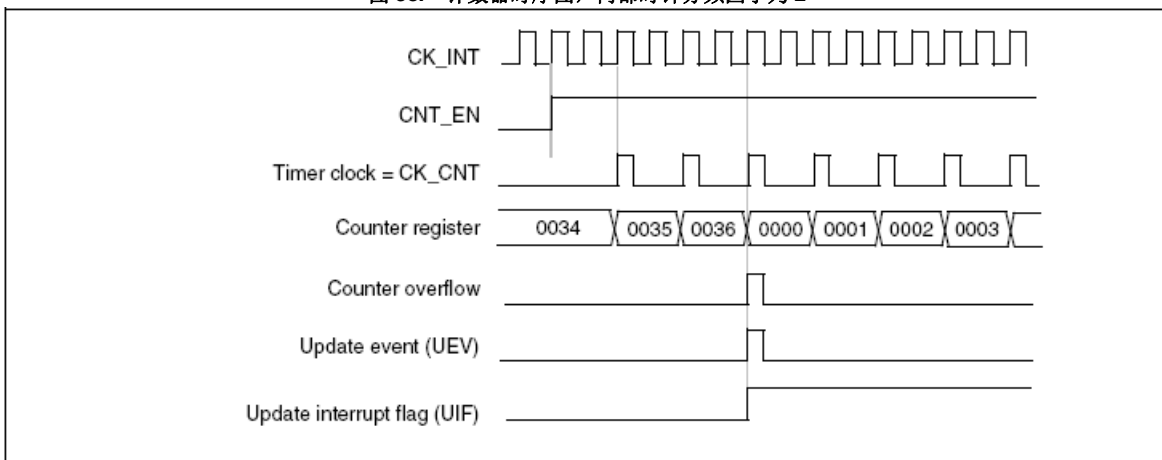 CK_INT
CNT_EN
Timer clock = CK_CNT
Counter register 0034 0035 0036 0000 0001 0002 0003
Counter overflow
Update event (UEV)
Update interrupt flag (UIF)